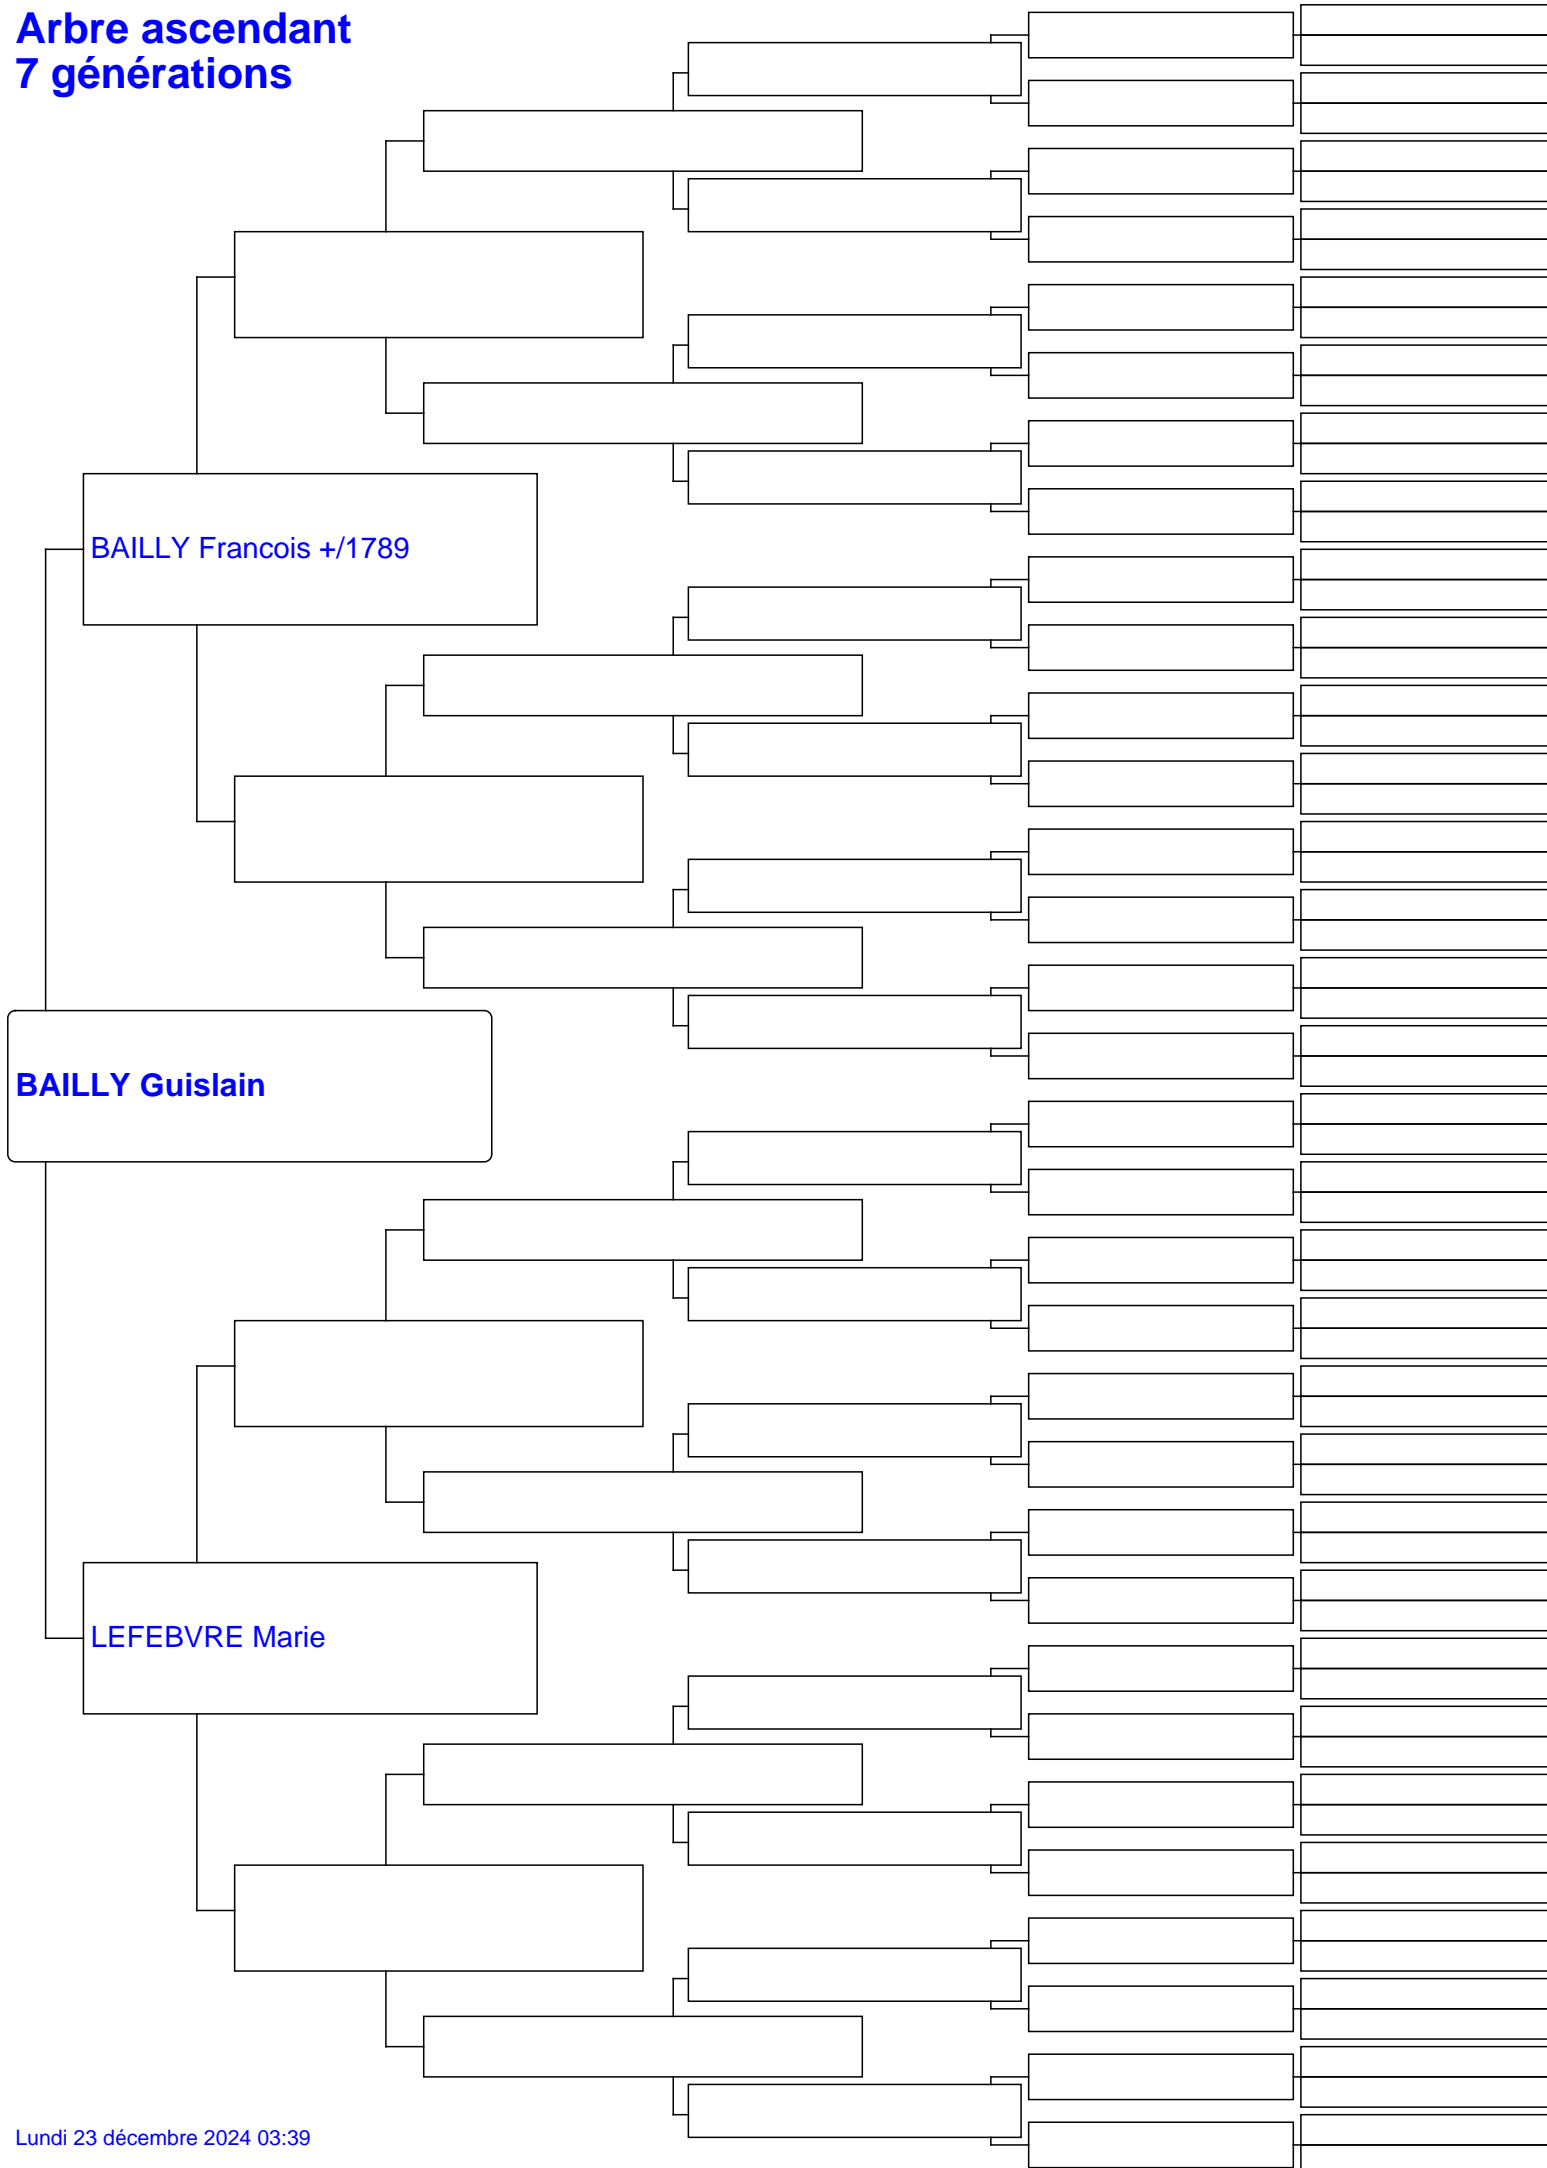 Arbre ascendant
7 générations
BAILLY Francois +/1789
BAILLY Guislain
LEFEBVRE Marie
Lundi 23 décembre 2024 03:39